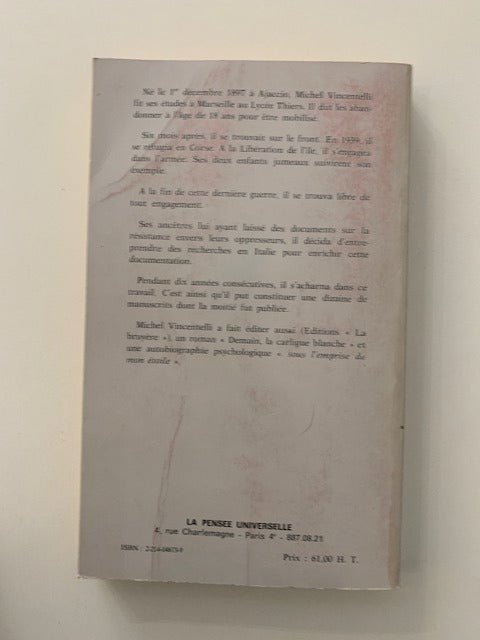 Né le 1er décembre 1897 à Ajaccio, Michel Vincentelli
fit ses études à Marseille au Lycée Thiers. Il dut les aban-
donner à l'âge de 18 ans pour être mobilisé.
Six mois après, il se trouvait sur le front. En 1939, il
se réfugia en Corse. A la Libération de l'île, il s'engagea
dans l'armée. Ses deux enfants jumeaux suivirent son
exemple.
A la fin de cette dernière guerre, il se trouva libre de
tout engagement.
Ses ancêtres lui ayant laissé des documents sur la
résistance envers leurs oppresseurs, il décida d'entre-
prendre des recherches en Italie pour enrichir cette
documentation.
Pendant dix années consécutives, il s'acharna dans ce
travail. C'est ainsi qu'il put constituer une dizaine de
manuscrits dont la moitié fut publiée.
Michel Vincentelli a fait éditer aussi (Editions « La
bruyère »), un roman « Demain, la carligue blanche » et
une autobiographie psychologique « sous l'emprise de
mon étoile ».
LA PENSEE UNIVERSELLE
4, rue Charlemagne - Paris 4e - 887.08.21
ISBN : 2-214-04673-9
Prix : 61,00 H. T.